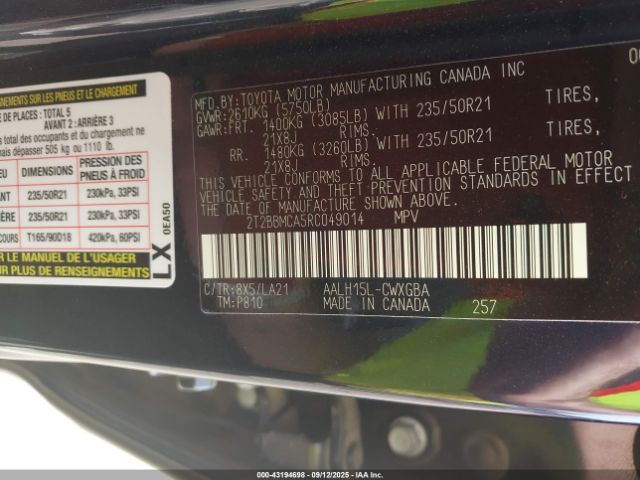 GNEMENTS SUR LES PNEUS ET LE CHARGEMENT
E DE PLACES : TOTAL 5
AVANT 2 : ARRIÈRE 3
tal des occupants et du chargement ne
mais dépasser 505 kg ou 1110 lb.
EU DIMENSIONS PRESSION DES PNEUS À FROID
ANT 235/50R21 230kPa, 33PSI
IÈRE 235/50R21 230kPa, 33PSI
COURS T165/90D18 420kPa, 60PSI
R LE MANUEL DE L'USAGER
R PLUS DE RENSEIGNEMENTS
LX 0EA50
MFD.BY:TOYOTA MOTOR MANUFACTURING CANADA INC
GVWR:2610KG (5750LB)
GAWR:FRT. 1400KG (3085LB) WITH 235/50R21 TIRES,
21X8J RIMS.
RR. 1480KG (3260LB) WITH 235/50R21 TIRES,
21X8J RIMS.
THIS VEHICLE CONFORMS TO ALL APPLICABLE FEDERAL MOTOR
VEHICLE SAFETY AND THEFT PREVENTION STANDARDS IN EFFECT
ON THE DATE OF MANUFACTURE SHOWN ABOVE.
2T2BBMCA5RC049014 MPV
C/TR:8X5/LA21 AALH15L-CWXGBA
TM:P810 MADE IN CANADA 257
000-43194698 - 09/12/2025 - IAA Inc.